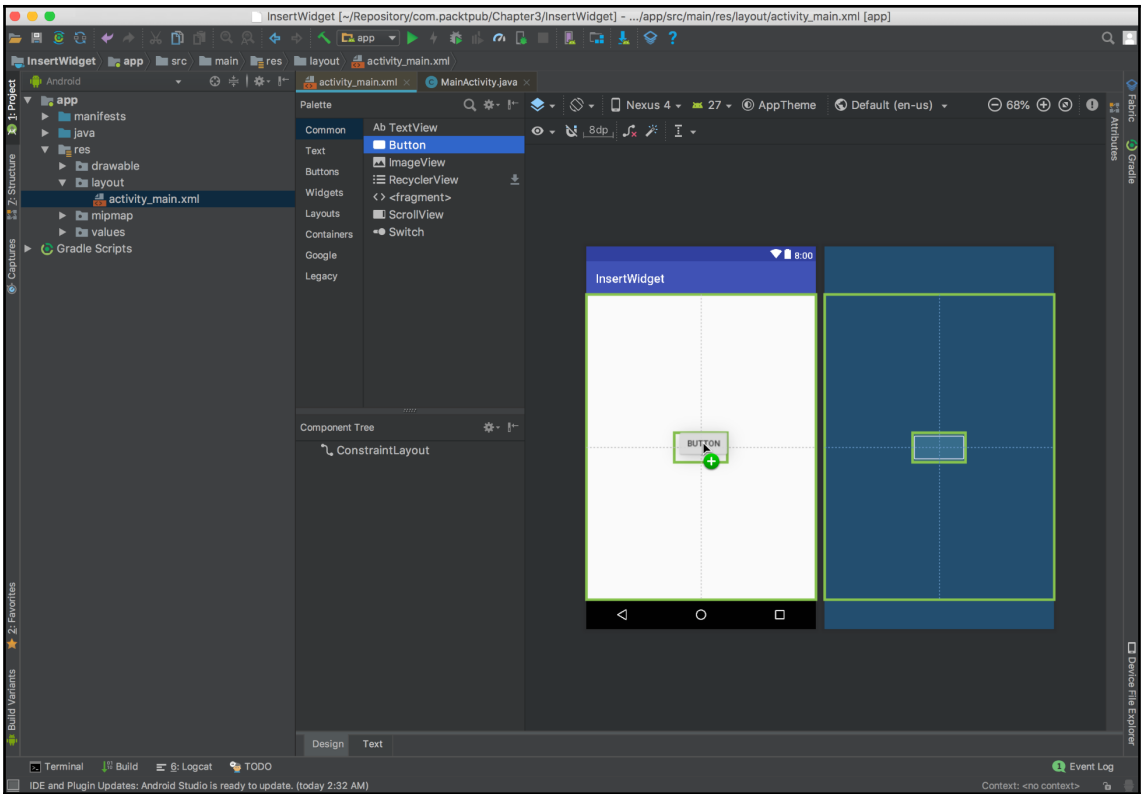 InsertWidget [~/Repository/com.packtpub/Chapter3/InsertWidget] - .../app/src/main/res/layout/activity_main.xml [app]
app
InsertWidget app src main res layout activity_main.xml
Android
activity_main.xml
MainActivity.java
1: Project
Z: Structure
Captures
2: Favorites
Build Variants
app
manifests
java
res
drawable
layout
activity_main.xml
mipmap
values
Gradle Scripts
Palette
Common
Text
Buttons
Widgets
Layouts
Containers
Google
Legacy
Ab TextView
Button
ImageView
RecyclerView
<fragment>
ScrollView
Switch
Component Tree
ConstraintLayout
Nexus 4 27 AppTheme Default (en-us) 68%
8dp
8:00
InsertWidget
BUTTON
Attributes
Fabric
Gradle
Device File Explorer
Design Text
Terminal Build 6: Logcat TODO
1 Event Log
IDE and Plugin Updates: Android Studio is ready to update. (today 2:32 AM)
Context: <no context>